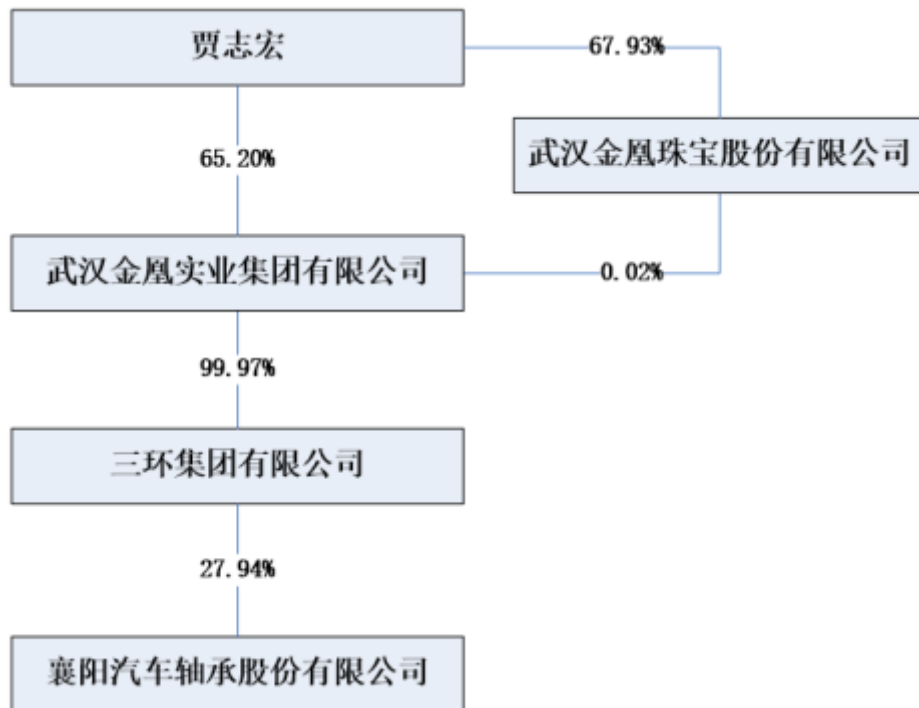 贾志宏
67.93%
65.20%
武汉金凰珠宝股份有限公司
武汉金凰实业集团有限公司
0.02%
99.97%
三环集团有限公司
27.94%
襄阳汽车轴承股份有限公司